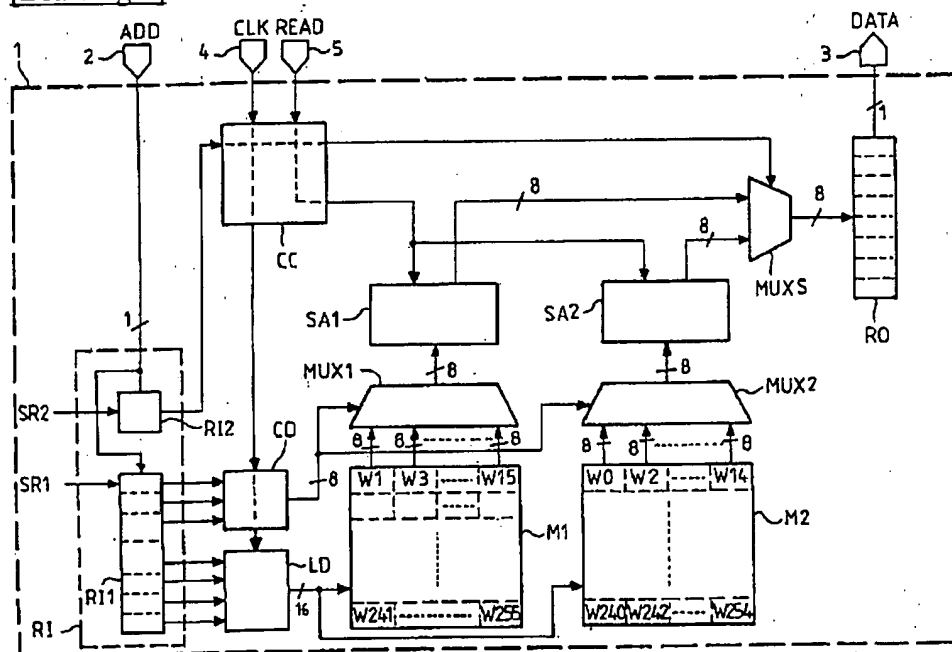 ADD CLK READ DATA
1 2 4 5 3
1
8
8
8
CC
MUXS
RO
SA1
SA2
1
8
8
MUX1
MUX2
SR2
RI2
CD
8 8 8
8 8 8
SR1
8
W1 W3 W15
W0 W2 W14
M1
M2
LD
RI1
16
RI
W241 W255
W240 W242 W254